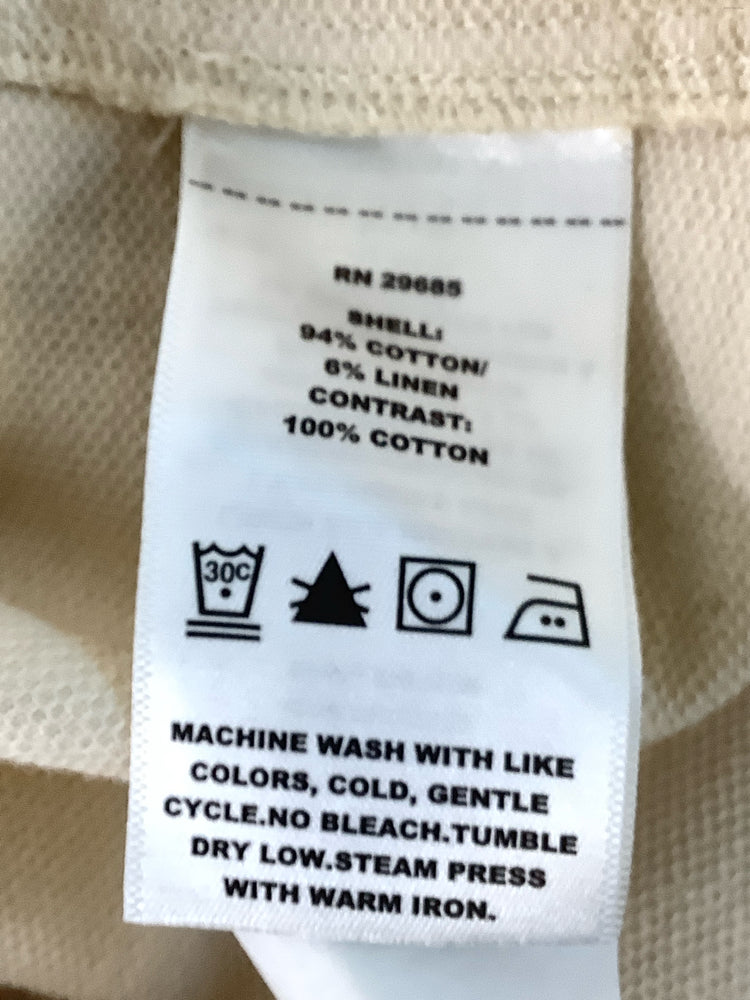 RN 29685
SHELL:
94% COTTON/
6% LINEN
CONTRAST:
100% COTTON
30C
MACHINE WASH WITH LIKE
COLORS, COLD, GENTLE
CYCLE.NO BLEACH.TUMBLE
DRY LOW.STEAM PRESS
WITH WARM IRON.